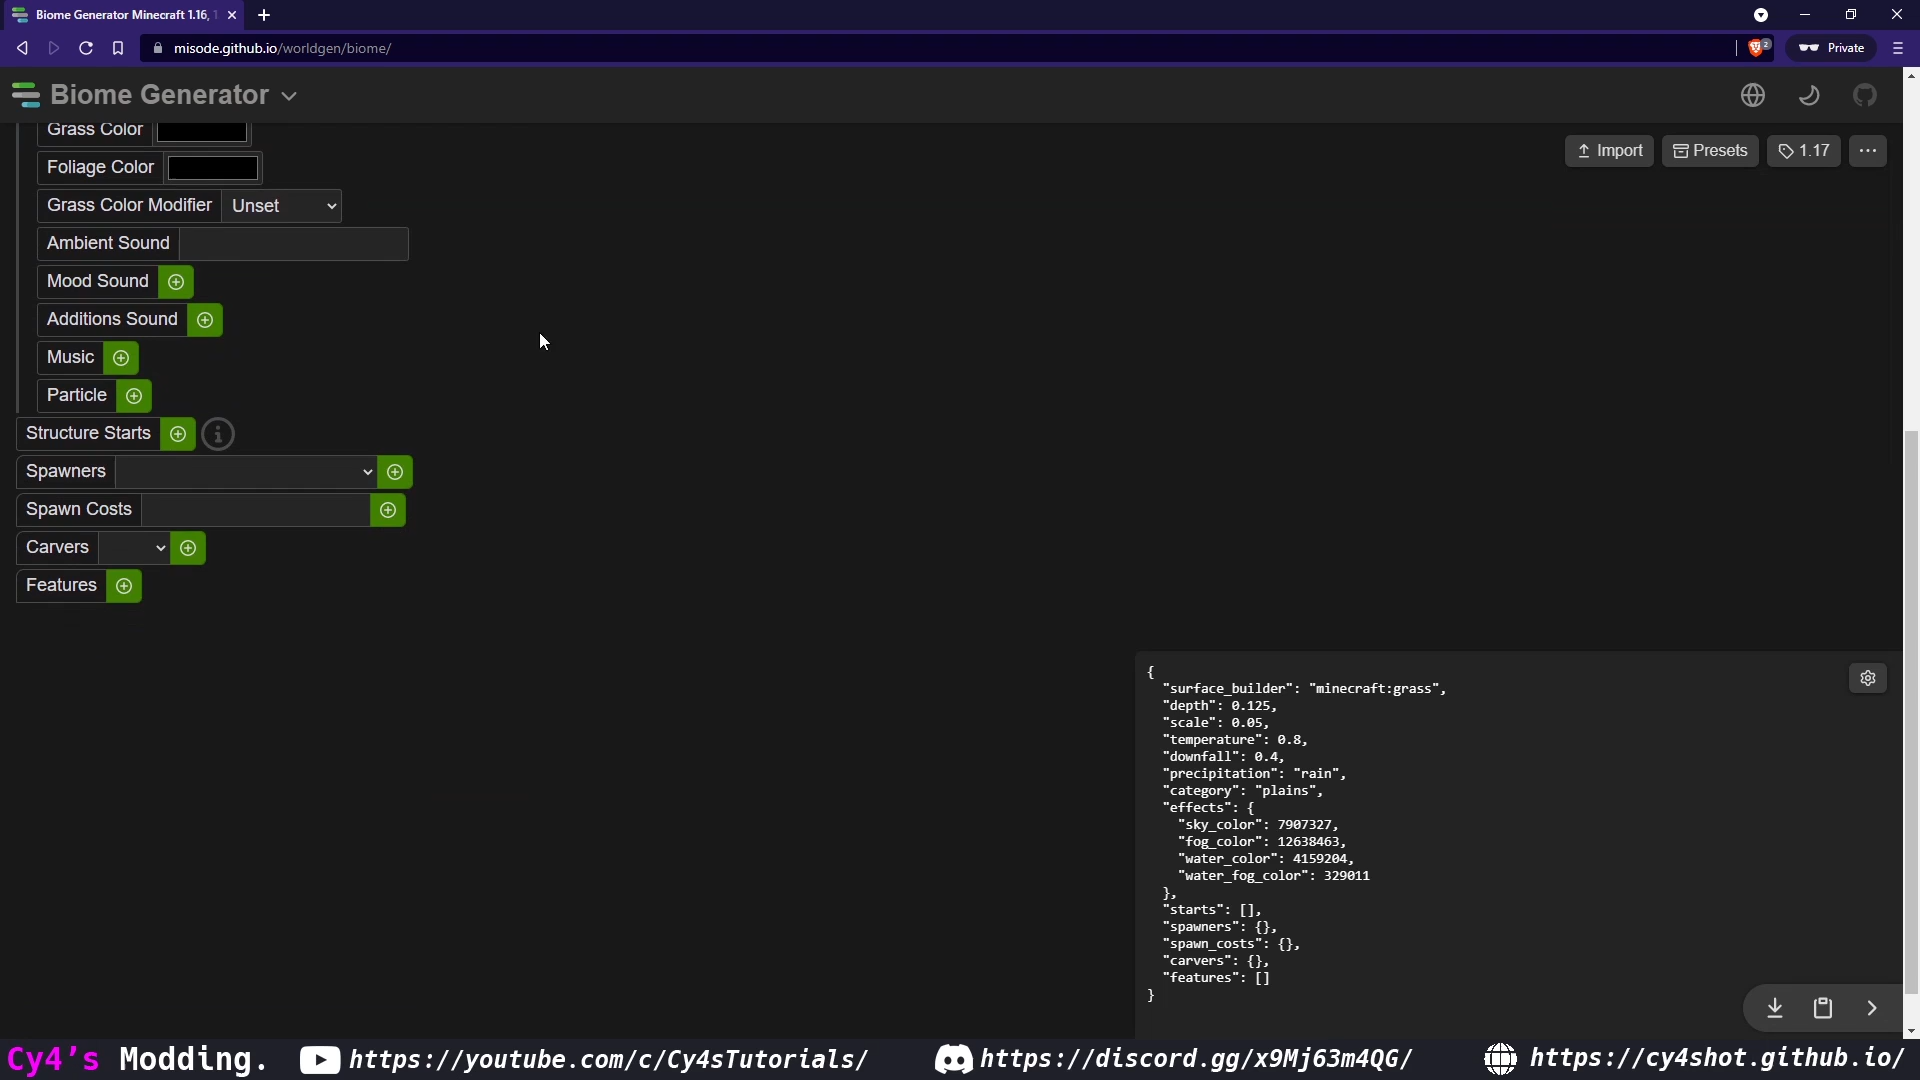 Biome Generator Minecraft 1.16, 1
misode.github.io/worldgen/biome/
2
Private
Biome Generator
Grass Color
Import
Presets
1.17
Foliage Color
Grass Color Modifier Unset
Ambient Sound
Mood Sound
Additions Sound
Music
Particle
Structure Starts
Spawners
Spawn Costs
Carvers
Features
{
"surface_builder": "minecraft:grass",
"depth": 0.125,
"scale": 0.05,
"temperature": 0.8,
"downfall": 0.4,
"precipitation": "rain",
"category": "plains",
"effects": {
"sky_color": 7907327,
"fog_color": 12638463,
"water_color": 4159204,
"water_fog_color": 329011
},
"starts": [],
"spawners": {},
"spawn_costs": {},
"carvers": {},
"features": []
}
Cy4's Modding.
https://youtube.com/c/Cy4sTutorials/
https://discord.gg/x9Mj63m4QG/
https://cy4shot.github.io/